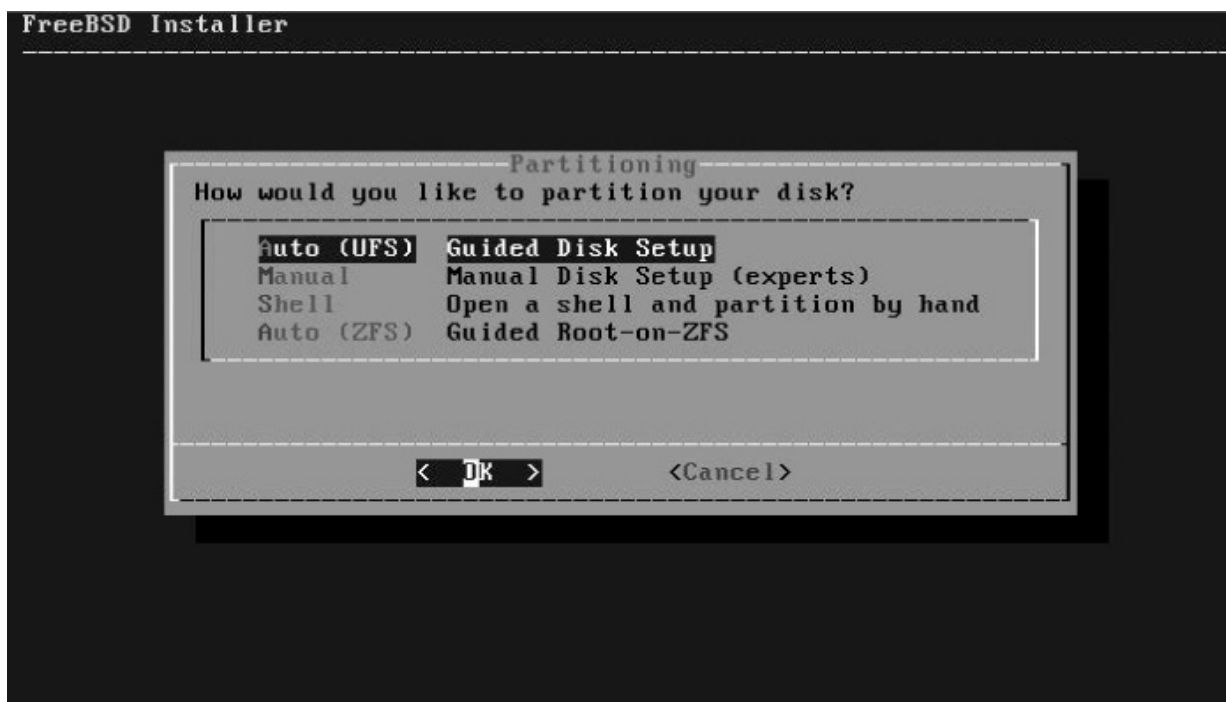 FreeBSD Installer
Partitioning
How would you like to partition your disk?
Auto (UFS) Guided Disk Setup
Manual Manual Disk Setup (experts)
Shell Open a shell and partition by hand
Auto (ZFS) Guided Root-on-ZFS
< OK > <Cancel>